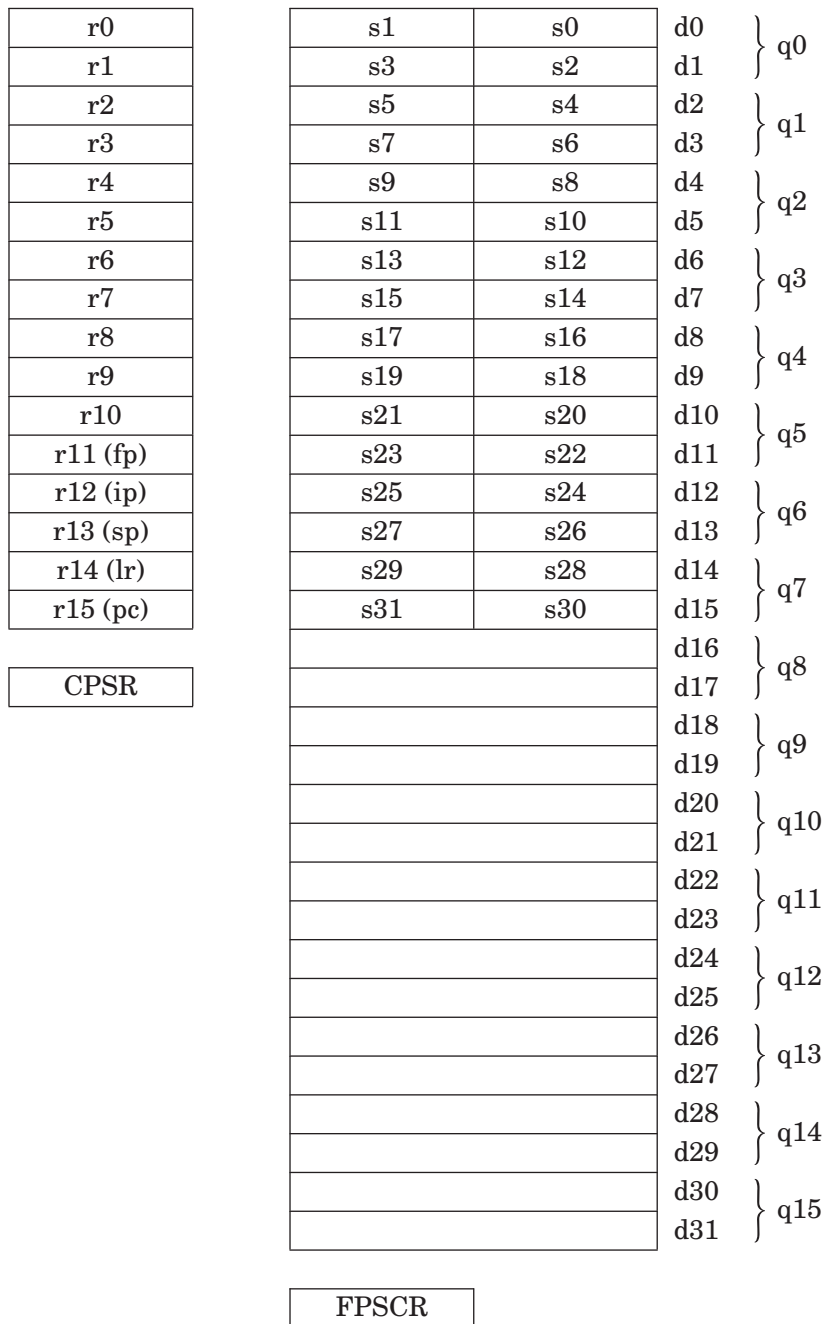 r0 s1 s0 d0
q0
r1 s3 s2 d1
r2 s5 s4 d2
q1
r3 s7 s6 d3
r4 s9 s8 d4
q2
r5 s11 s10 d5
r6 s13 s12 d6
q3
r7 s15 s14 d7
r8 s17 s16 d8
q4
r9 s19 s18 d9
r10 s21 s20 d10
q5
r11 (fp) s23 s22 d11
r12 (ip) s25 s24 d12
q6
r13 (sp) s27 s26 d13
r14 (lr) s29 s28 d14
q7
r15 (pc) s31 s30 d15
d16
q8
CPSR d17
d18
q9
d19
d20
q10
d21
d22
q11
d23
d24
q12
d25
d26
q13
d27
d28
q14
d29
d30
q15
d31
FPSCR